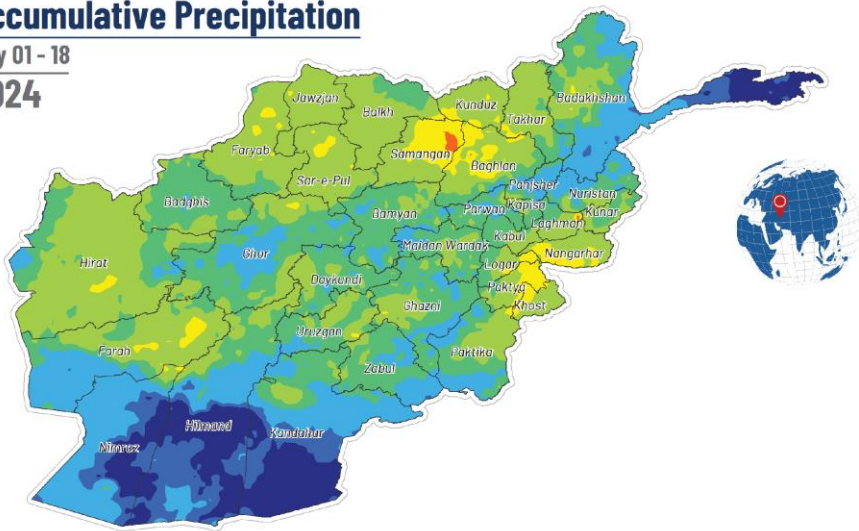 ccumulative Precipitation
y 01 - 18
024
Jawzjan
Balkh
Kunduz
Takhar
Badakhshan
Faryab
Samangan
Baghlan
Sar-e-Pul
Panjsher
Nuristan
Badghis
Bamyan
Parwan
Kapisa
Kunar
Laghman
Hirat
Ghor
Maidan Wardak
Kabul
Nangarhar
Daykundi
Logar
Ghazni
Paktya
Khost
Farah
Uruzgan
Zabul
Paktika
Nimroz
Hilmand
Kandahar